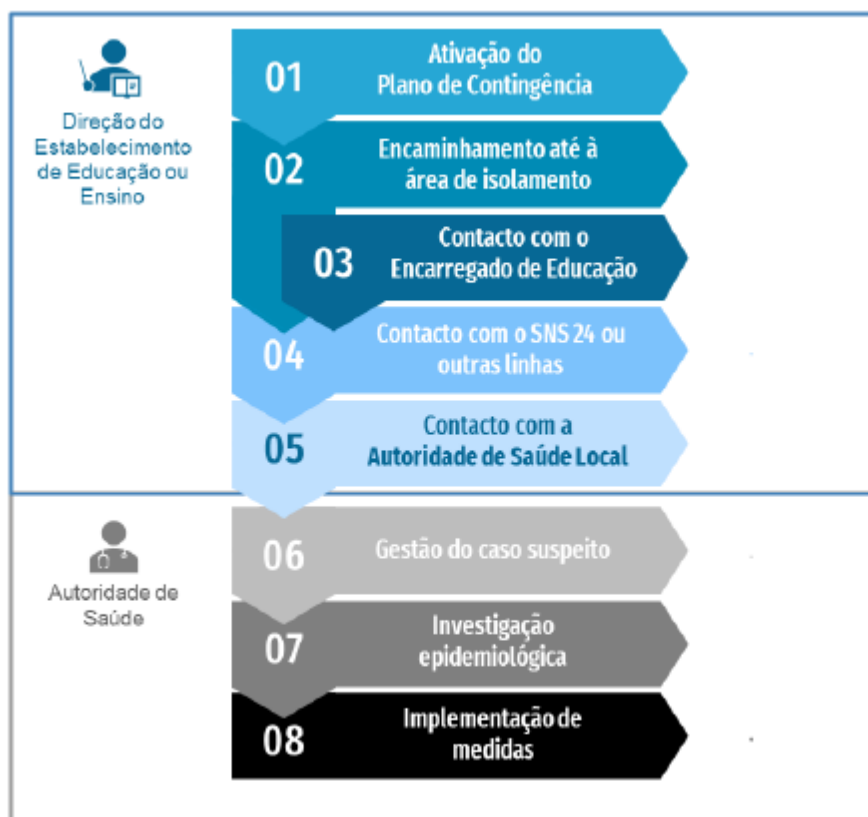 Direção do
Estabelecimento
de Educação ou
Ensino
01
Ativação do
Plano de Contingência
02
Encaminhamento até à
área de isolamento
03
Contacto com o
Encarregado de Educação
04
Contacto com o SNS 24 ou
outras linhas
05
Contacto com a
Autoridade de Saúde Local
Autoridade de
Saúde
06
Gestão do caso suspeito
07
Investigação
epidemiológica
08
Implementação de
medidas